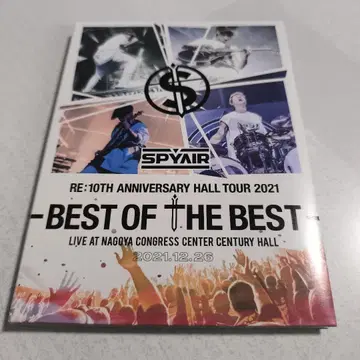 SPYAIR
RE:10TH ANNIVERSARY HALL TOUR 2021
-BEST OF THE BEST-
LIVE AT NAGOYA CONGRESS CENTER CENTURY HALL
2021.12.26